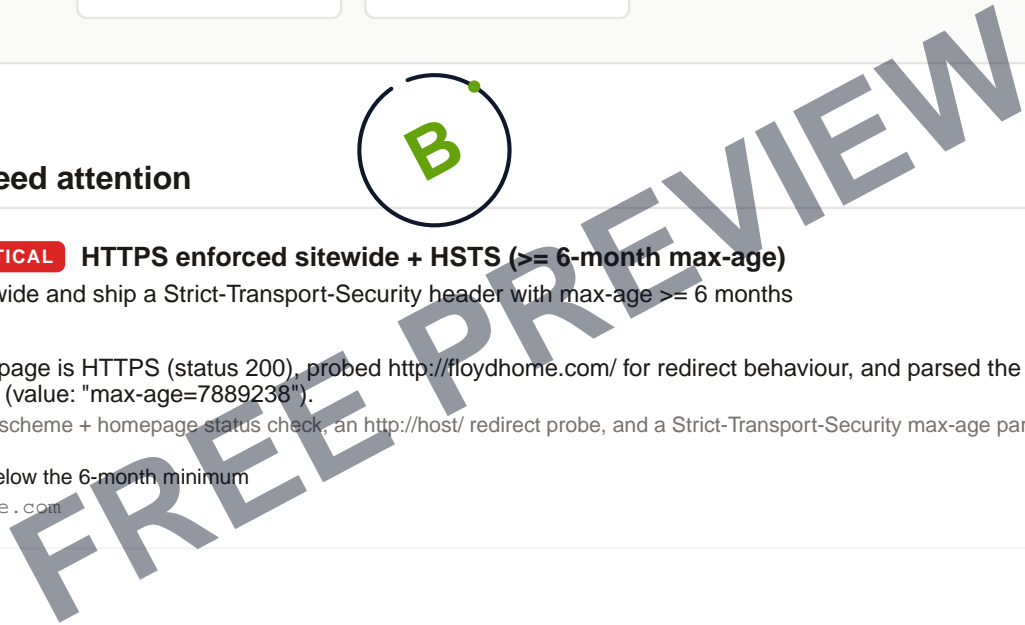 B
eed attention
TICAL HTTPS enforced sitewide + HSTS (>= 6-month max-age)
wide and ship a Strict-Transport-Security header with max-age >= 6 months
page is HTTPS (status 200), probed http://floydhome.com/ for redirect behaviour, and parsed the
(value: "max-age=7889238").
scheme + homepage status check, an http://host/ redirect probe, and a Strict-Transport-Security max-age par
elow the 6-month minimum
e.com
FREE PREVIEW